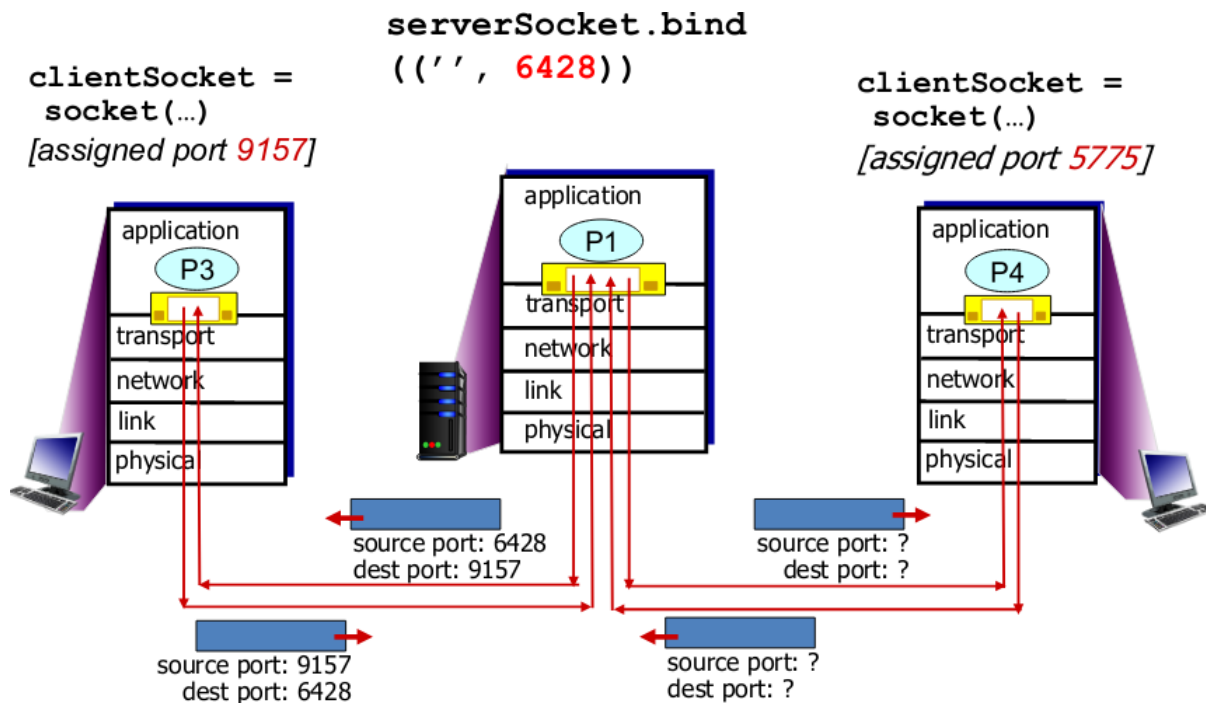 serverSocket.bind
(('', 6428))
clientSocket =
socket(…)
[assigned port 9157]
clientSocket =
socket(…)
[assigned port 5775]
application
P3
transport
network
link
physical
application
P1
transport
network
link
physical
application
P4
transport
network
link
physical
source port: 6428
dest port: 9157
source port: ?
dest port: ?
source port: 9157
dest port: 6428
source port: ?
dest port: ?